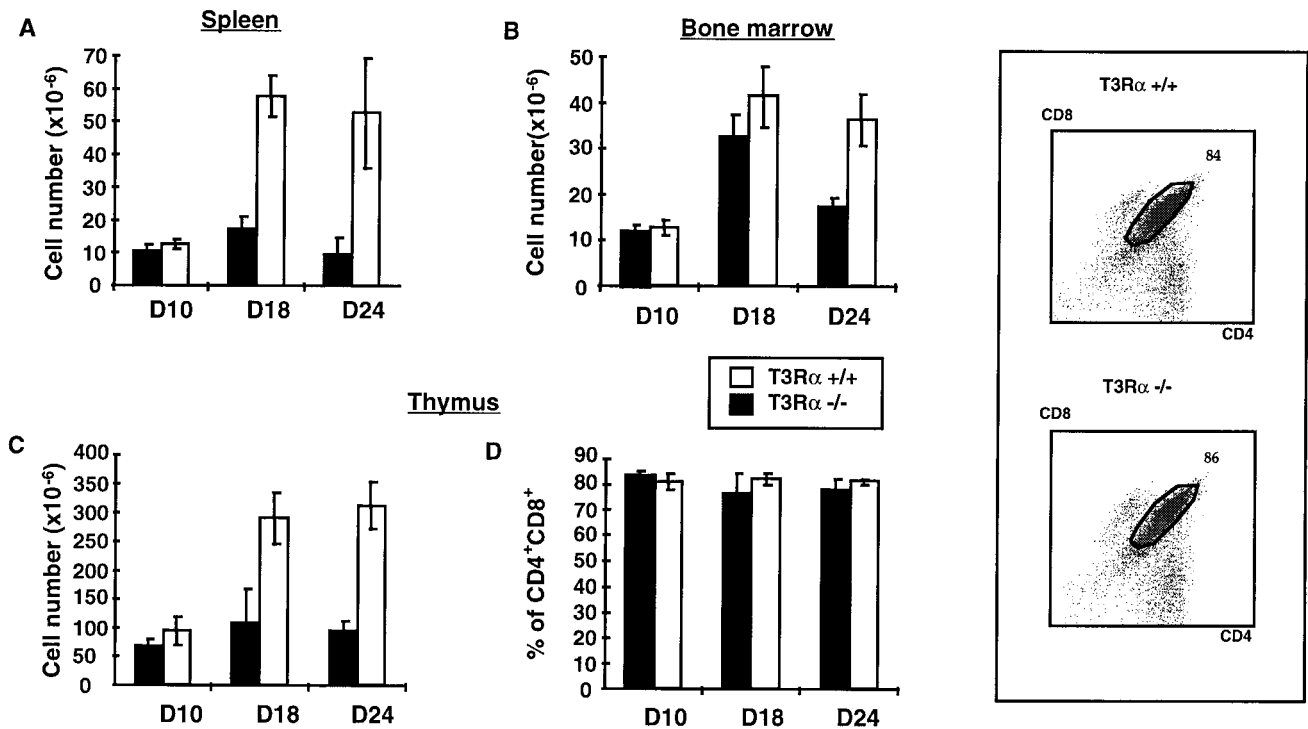 A
Spleen
Cell number (x10-6)
70
60
50
40
30
20
10
0
D10 D18 D24
B
Bone marrow
Cell number(x10-6)
50
40
30
20
10
0
D10 D18 D24
T3Rα +/+
T3Rα -/-
Thymus
C
Cell number (x10-6)
400
350
300
250
200
150
100
50
0
D10 D18 D24
D
% of CD4+CD8+
90
80
70
60
50
40
30
20
10
0
D10 D18 D24
T3Rα +/+
CD8
84
CD4
T3Rα -/-
CD8
86
CD4